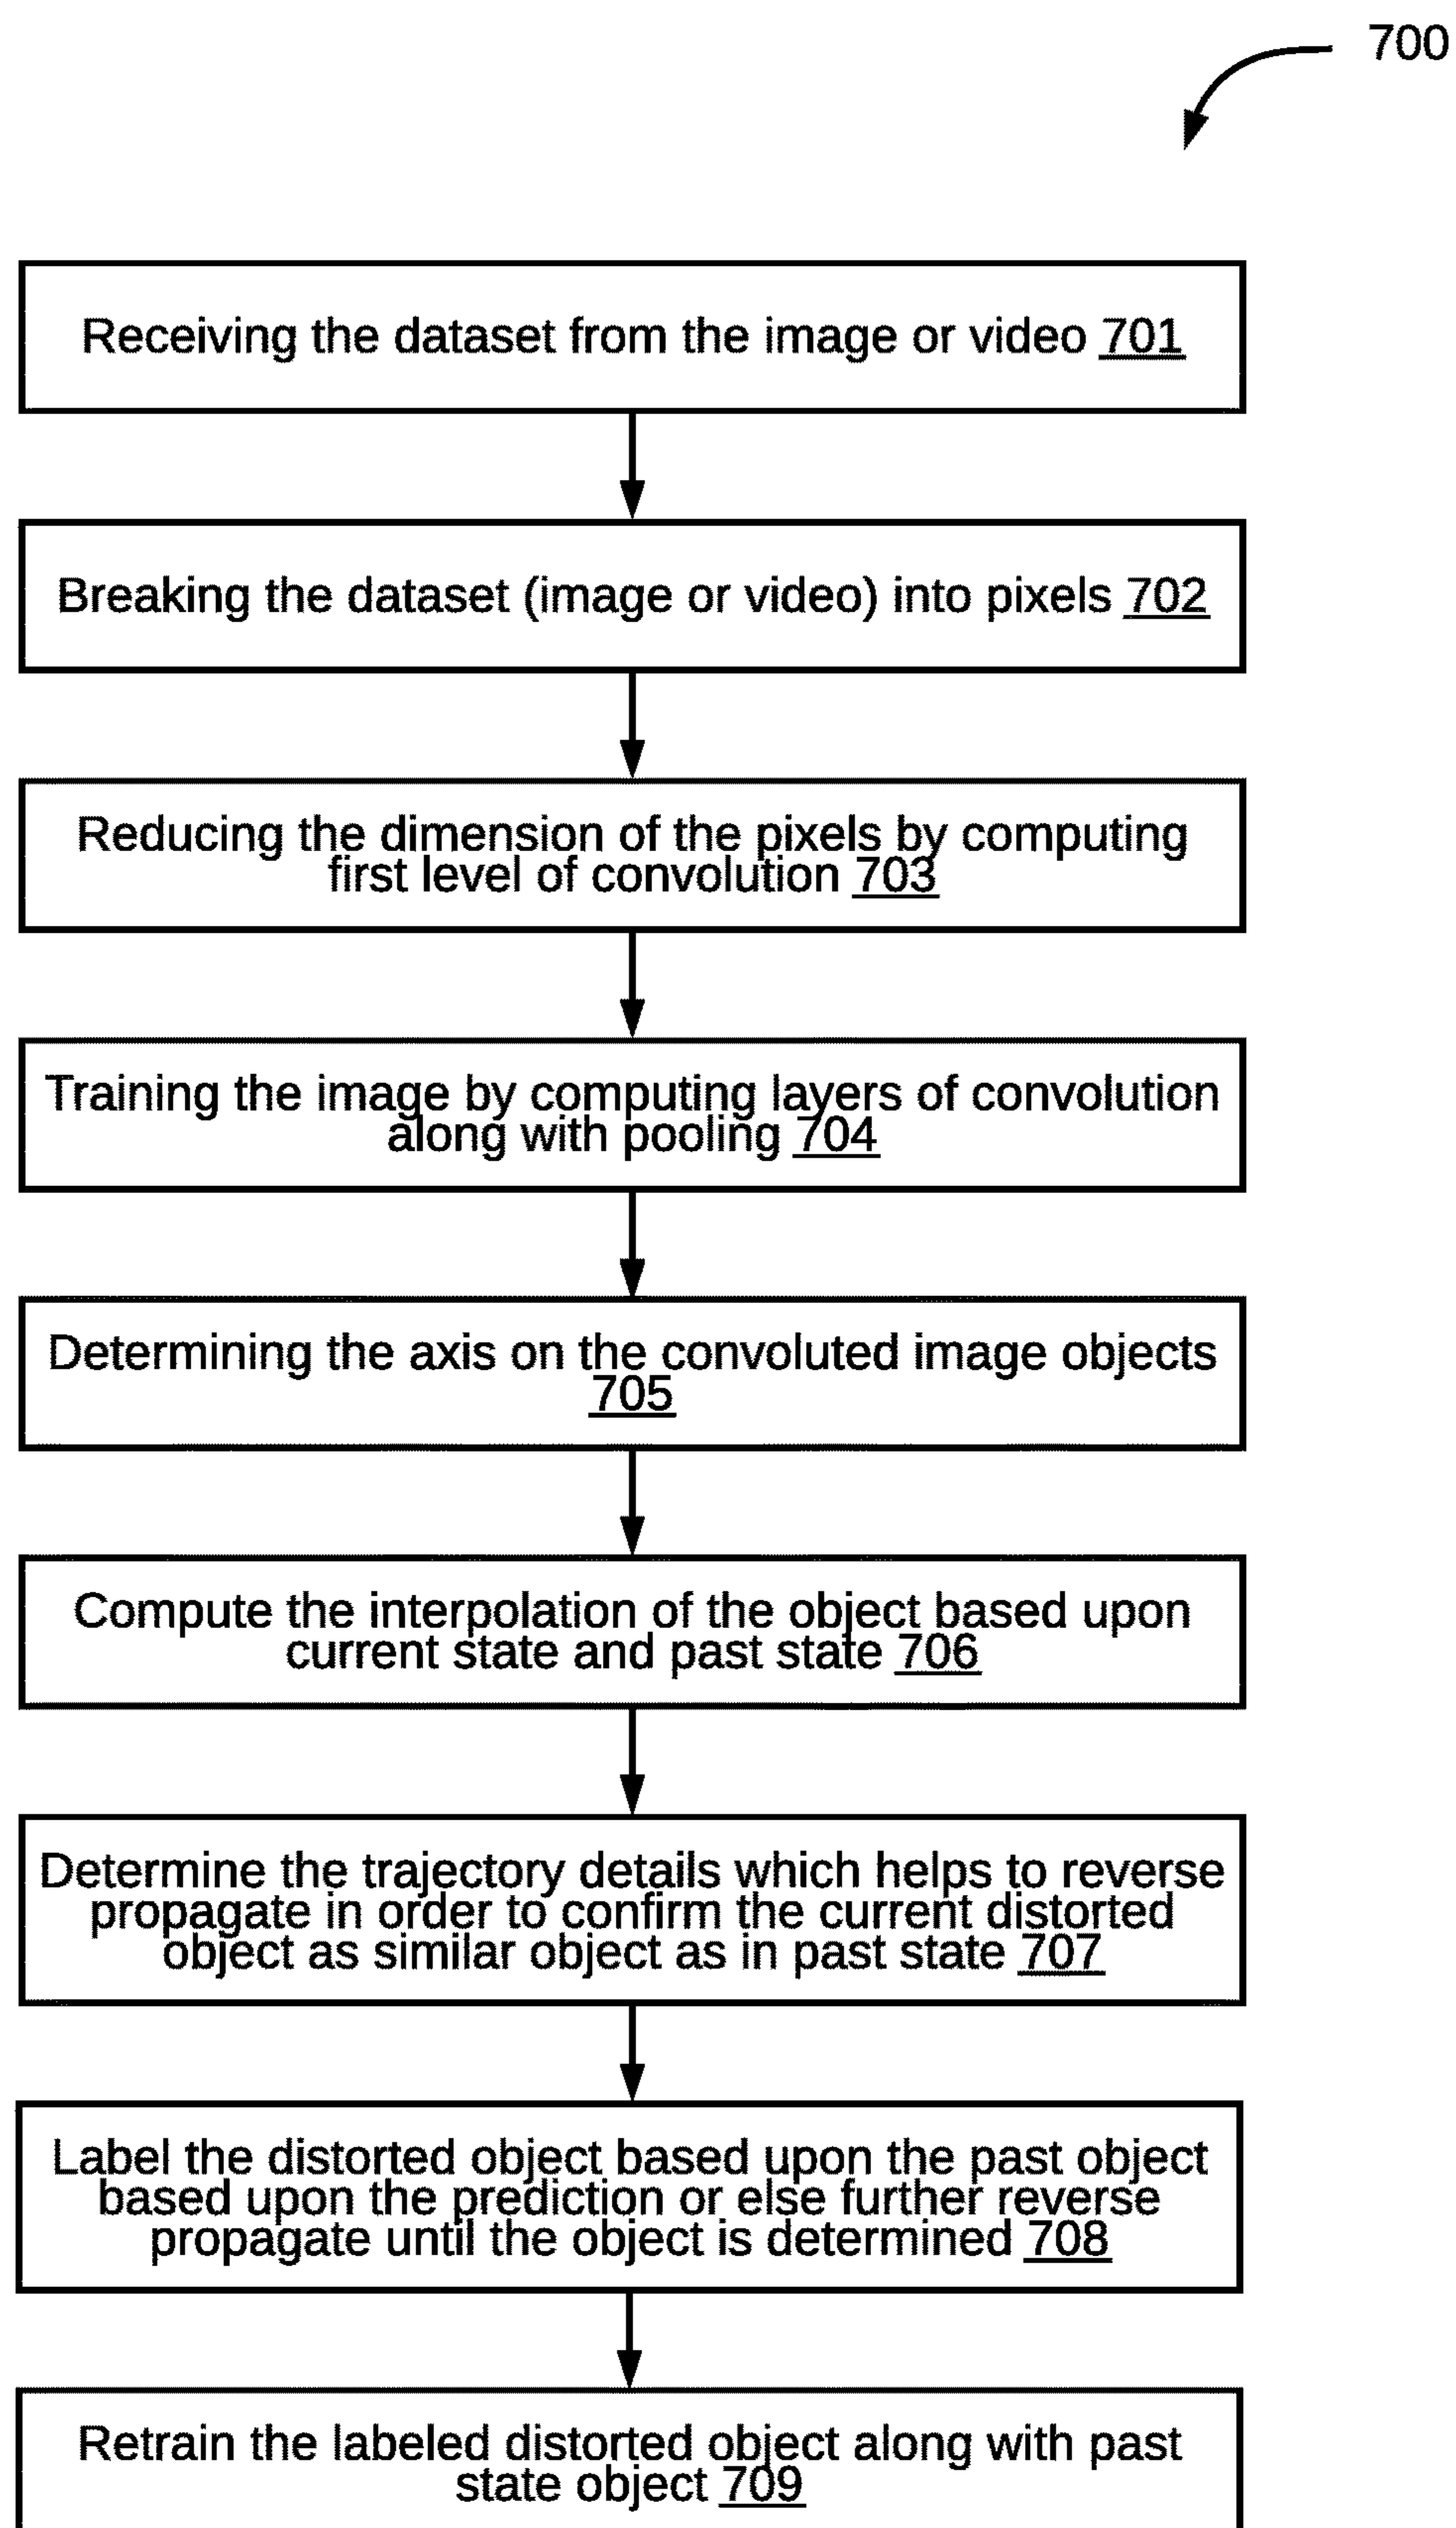 700
Receiving the dataset from the image or video 701
Breaking the dataset (image or video) into pixels 702
Reducing the dimension of the pixels by computing
first level of convolution 703
Training the image by computing layers of convolution
along with pooling 704
Determining the axis on the convoluted image objects
705
Compute the interpolation of the object based upon
current state and past state 706
Determine the trajectory details which helps to reverse
propagate in order to confirm the current distorted
object as similar object as in past state 707
Label the distorted object based upon the past object
based upon the prediction or else further reverse
propagate until the object is determined 708
Retrain the labeled distorted object along with past
state object 709